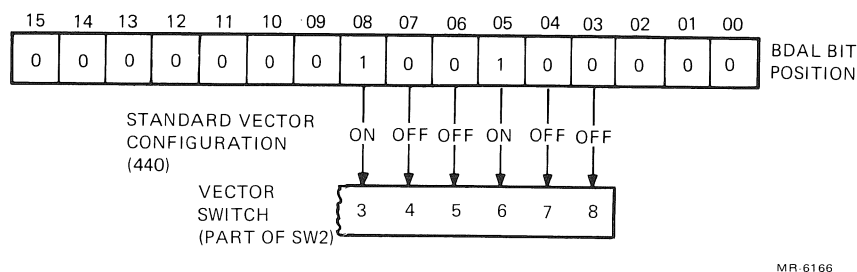 15 14 13 12 11 10 09 08 07 06 05 04 03 02 01 00
0 0 0 0 0 0 0 1 0 0 1 0 0 0 0 0
BDAL BIT
POSITION
STANDARD VECTOR
CONFIGURATION
(440)
ON OFF OFF ON OFF OFF
VECTOR
SWITCH
(PART OF SW2)
3 4 5 6 7 8
MR-6166